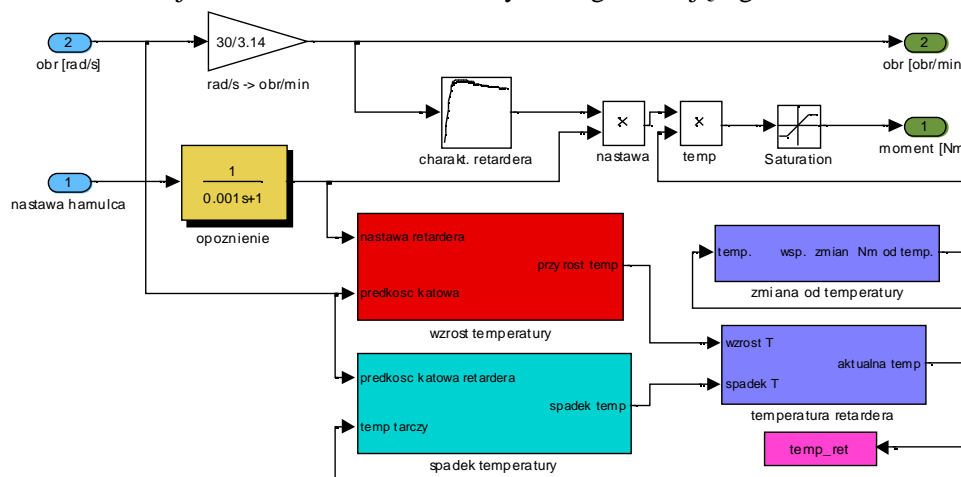 2
obr [rad/s]
30/3.14
rad/s -> obr/min
2
obr [obr/min
charakt. retardera
×
nastawa
×
temp
Saturation
1
moment [Nm
1
nastawa hamulca
1
0.001s+1
opoznienie
nastawa retardera
przyrost temp
predkosc katowa
wzrost temperatury
temp.
wsp. zmian Nm od temp.
zmiana od temperatury
predkosc katowa retardera
spadek temp
temp tarczy
spadek temperatury
wzrost T
aktualna temp
spadek T
temperatura retardera
temp_ret